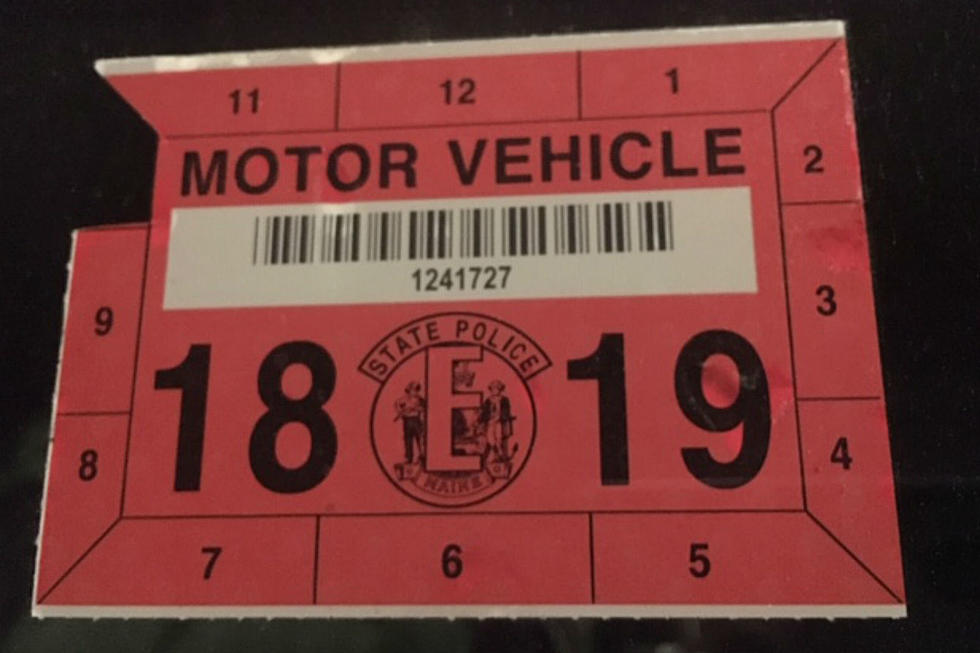 11 12 1
2
MOTOR VEHICLE
1241727
3
9
STATE POLICE
18 E 19
MAINE
8
4
7 6 5